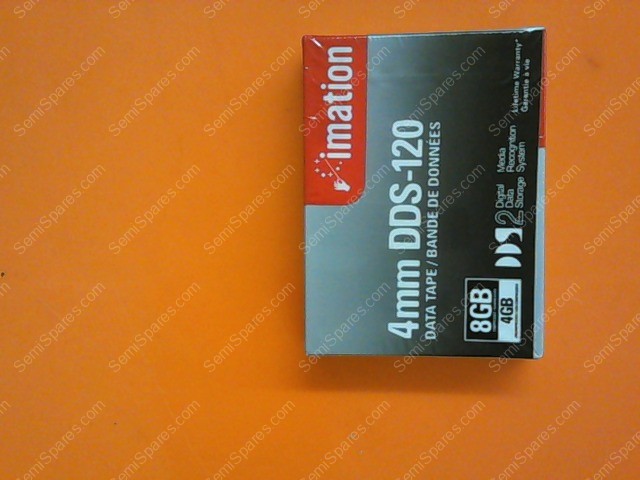 imation
4mm DDS-120
DATA TAPE / BANDE DE DONNÉES
8GB
4GB
DDS2
Digital
Data
Storage
Media
Recognition
System
Lifetime Warranty*
Garantie à vie
SemiSpares.com